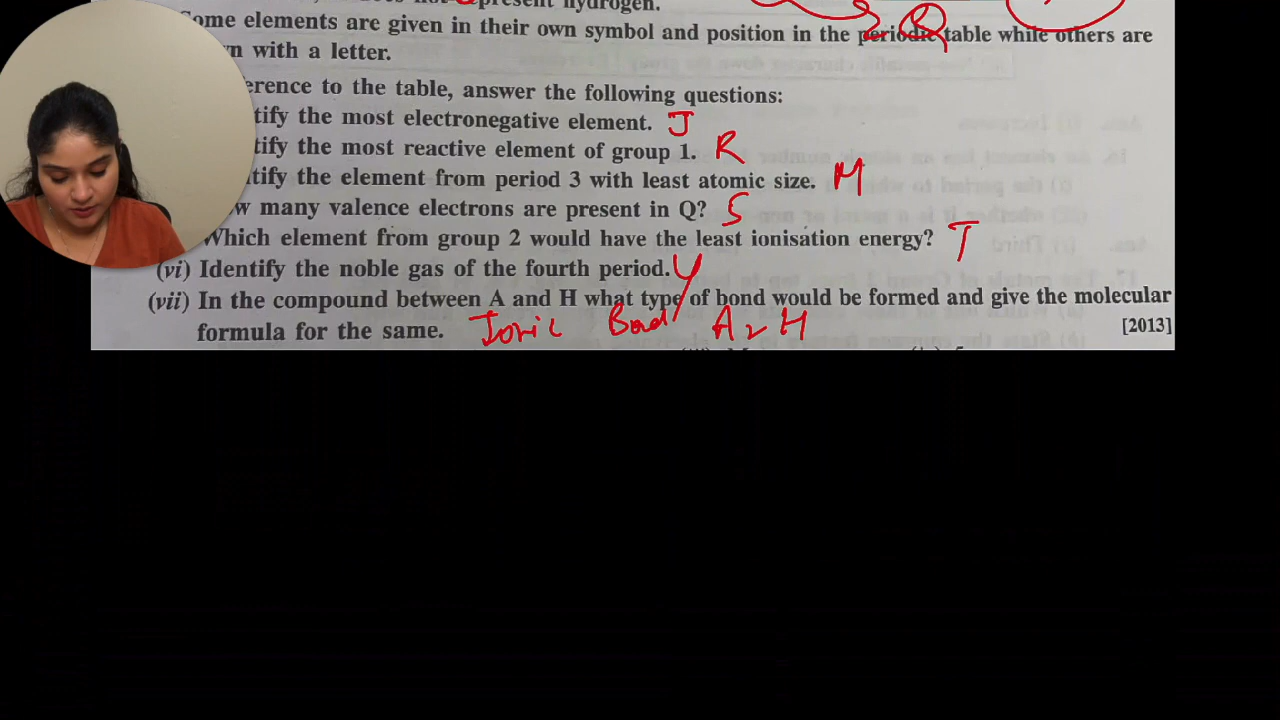 present hydrogen.
Some elements are given in their own symbol and position in the periodic table while others are
with a letter.
to the table, answer the following questions:
the most electronegative element. J
the most reactive element of group 1. R
the element from period 3 with least atomic size. M
many valence electrons are present in Q? 5
Which element from group 2 would have the least ionisation energy? T
(vi) Identify the noble gas of the fourth period. Y
(vii) In the compound between A and H what type of bond would be formed and give the molecular
formula for the same. Ionic Bond A2H
[2013]